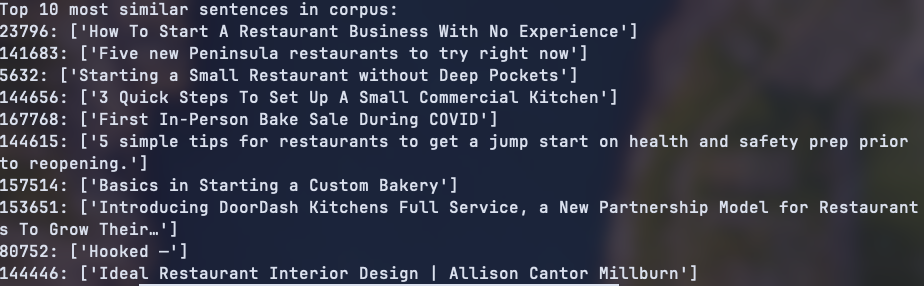 Top 10 most similar sentences in corpus:
23796: ['How To Start A Restaurant Business With No Experience']
141683: ['Five new Peninsula restaurants to try right now']
5632: ['Starting a Small Restaurant without Deep Pockets']
144656: ['3 Quick Steps To Set Up A Small Commercial Kitchen']
167768: ['First In-Person Bake Sale During COVID']
144615: ['5 simple tips for restaurants to get a jump start on health and safety prep prior
to reopening.']
157514: ['Basics in Starting a Custom Bakery']
153651: ['Introducing DoorDash Kitchens Full Service, a New Partnership Model for Restaurant
s To Grow Their…']
80752: ['Hooked —']
144446: ['Ideal Restaurant Interior Design | Allison Cantor Millburn']